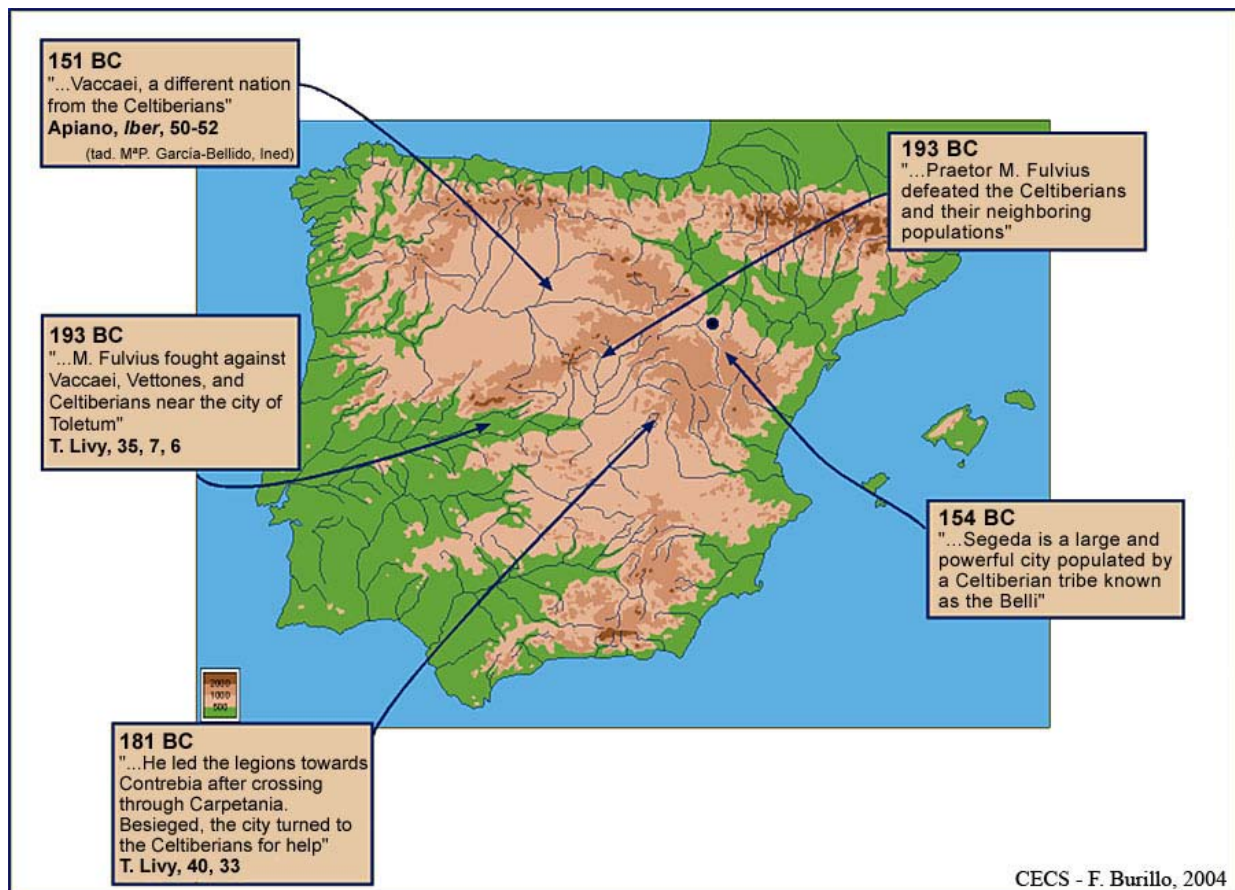 151 BC
"...Vaccaei, a different nation
from the Celtiberians"
Apiano, Iber, 50-52
(tad. MªP. García-Bellido, Ined)
193 BC
"...Praetor M. Fulvius
defeated the Celtiberians
and their neighboring
populations"
193 BC
"...M. Fulvius fought against
Vaccaei, Vettones, and
Celtiberians near the city of
Toletum"
T. Livy, 35, 7, 6
154 BC
"...Segeda is a large and
powerful city populated by
a Celtiberian tribe known
as the Belli"
2000
1000
500
181 BC
"...He led the legions towards
Contrebia after crossing
through Carpetania.
Besieged, the city turned to
the Celtiberians for help"
T. Livy, 40, 33
CECS - F. Burillo, 2004